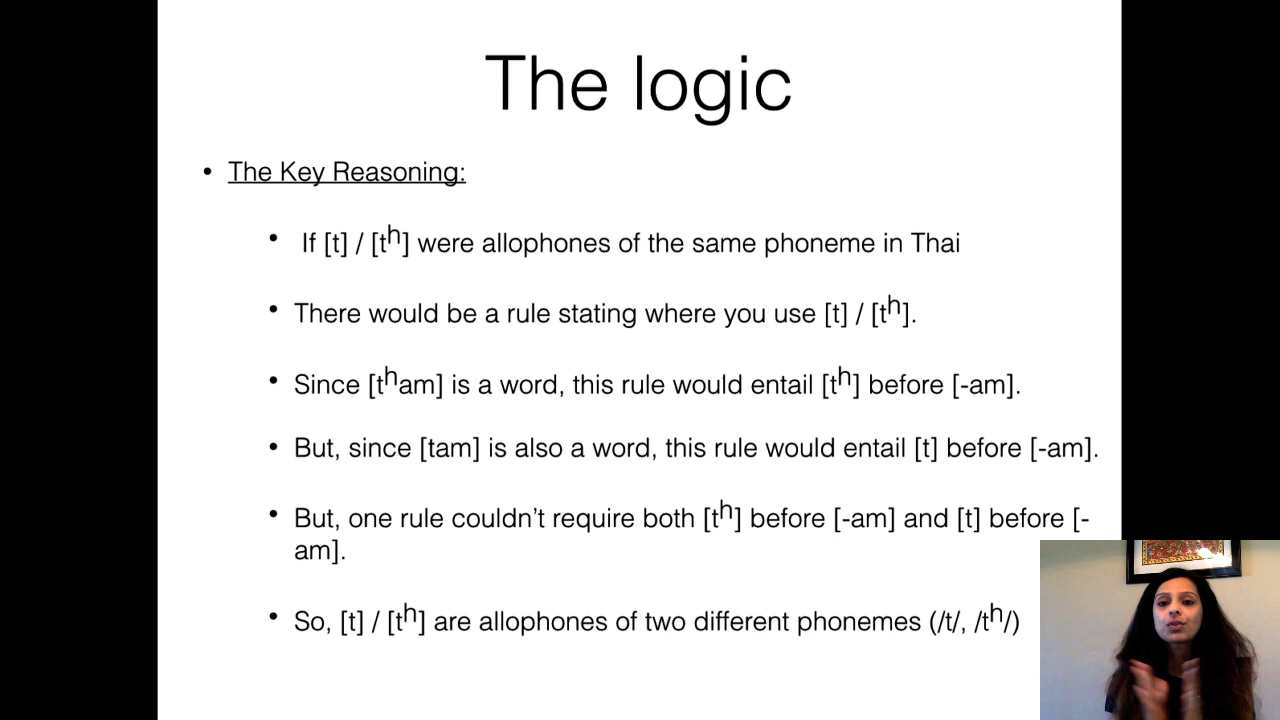 The logic
• The Key Reasoning:
• If [t] / [tʰ] were allophones of the same phoneme in Thai
• There would be a rule stating where you use [t] / [tʰ].
• Since [tʰam] is a word, this rule would entail [tʰ] before [-am].
• But, since [tam] is also a word, this rule would entail [t] before [-am].
• But, one rule couldn’t require both [tʰ] before [-am] and [t] before [-
am].
• So, [t] / [tʰ] are allophones of two different phonemes (/t/, /tʰ/)